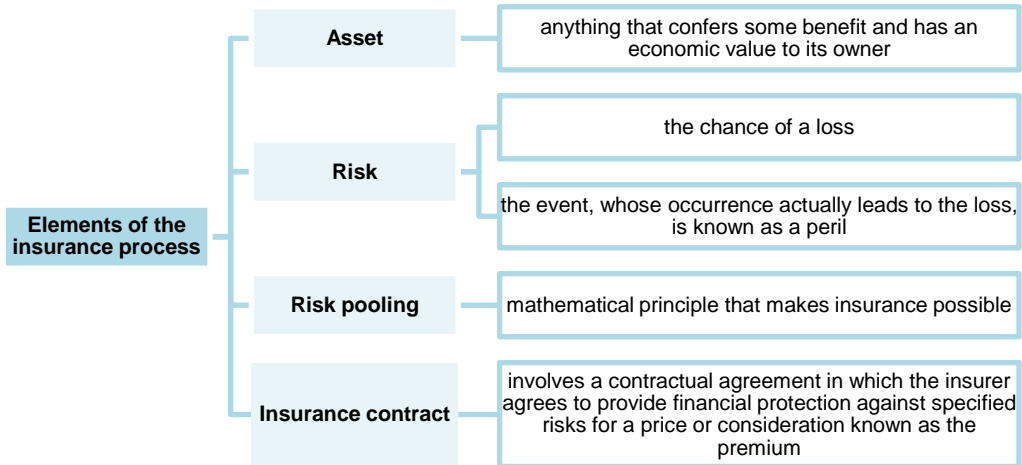 Elements of the
insurance process
Asset
anything that confers some benefit and has an
economic value to its owner
Risk
the chance of a loss
the event, whose occurrence actually leads to the loss,
is known as a peril
Risk pooling
mathematical principle that makes insurance possible
Insurance contract
involves a contractual agreement in which the insurer
agrees to provide financial protection against specified
risks for a price or consideration known as the
premium